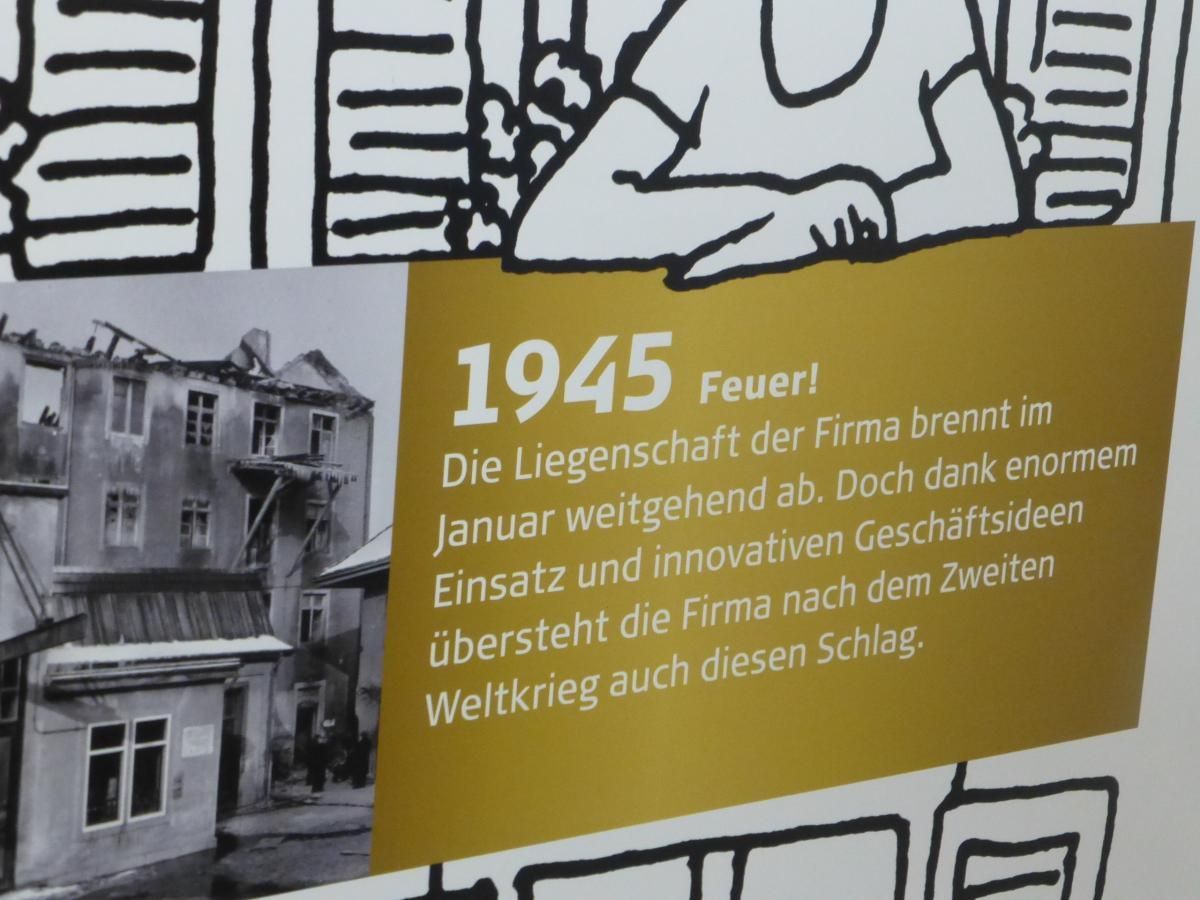 1945 Feuer!
Die Liegenschaft der Firma brennt im
Januar weitgehend ab. Doch dank enormem
Einsatz und innovativen Geschäftsideen
übersteht die Firma nach dem Zweiten
Weltkrieg auch diesen Schlag.